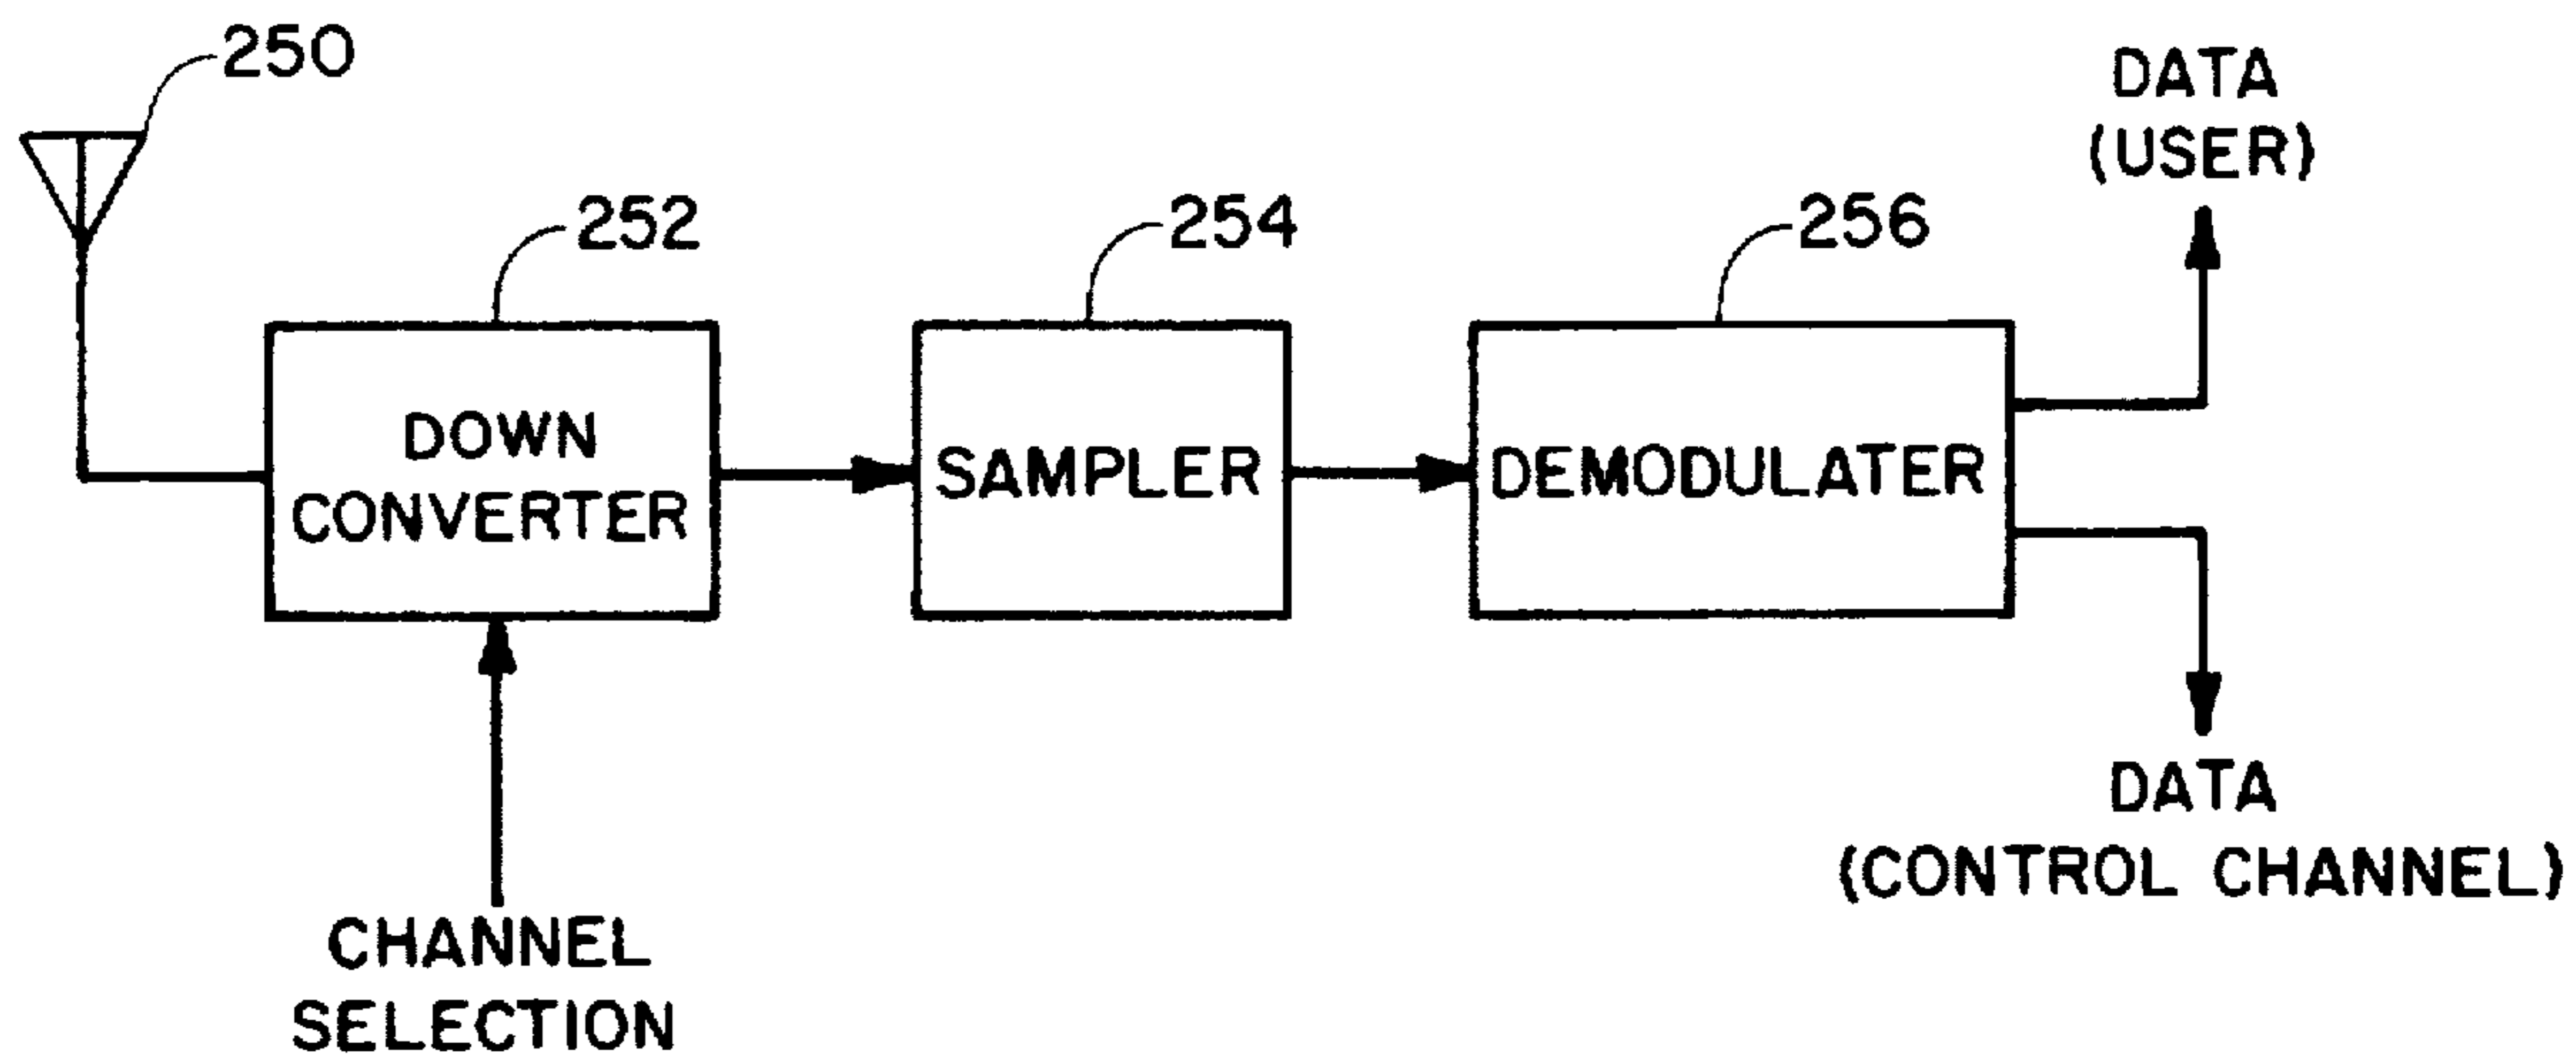 250
252
254
256
DATA
(USER)
DOWN
CONVERTER
SAMPLER
DEMODULATER
DATA
(CONTROL CHANNEL)
CHANNEL
SELECTION